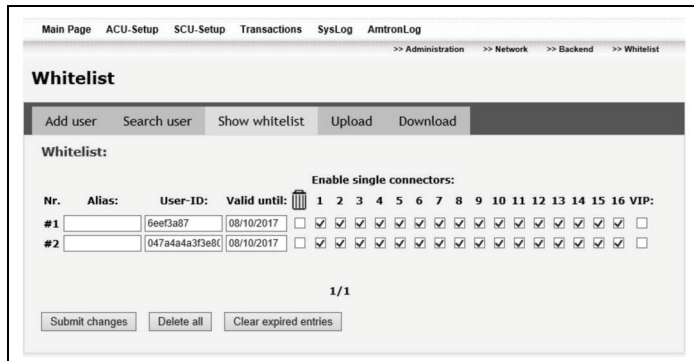 Main Page ACU-Setup SCU-Setup Transactions SysLog AmtronLog
>> Administration >> Network >> Backend >> Whitelist
Whitelist
Add user Search user Show whitelist Upload Download
Whitelist:
Enable single connectors:
Nr. Alias: User-ID: Valid until: 1 2 3 4 5 6 7 8 9 10 11 12 13 14 15 16 VIP:
#1 6eef3a87 08/10/2017
#2 047a4a4a3f3e80 08/10/2017
1/1
Submit changes Delete all Clear expired entries